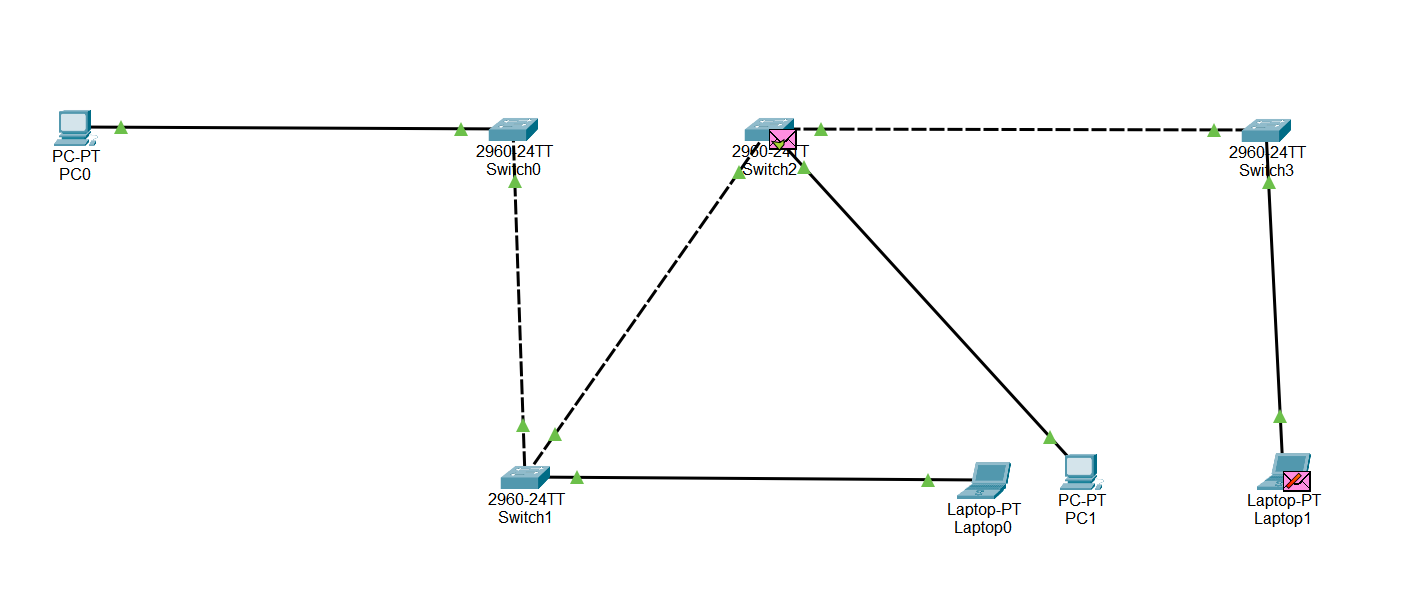 PC-PT
PC0
2960-24TT
Switch0
2960-24TT
Switch2
2960-24TT
Switch3
2960-24TT
Switch1
Laptop-PT
Laptop0
PC-PT
PC1
Laptop-PT
Laptop1